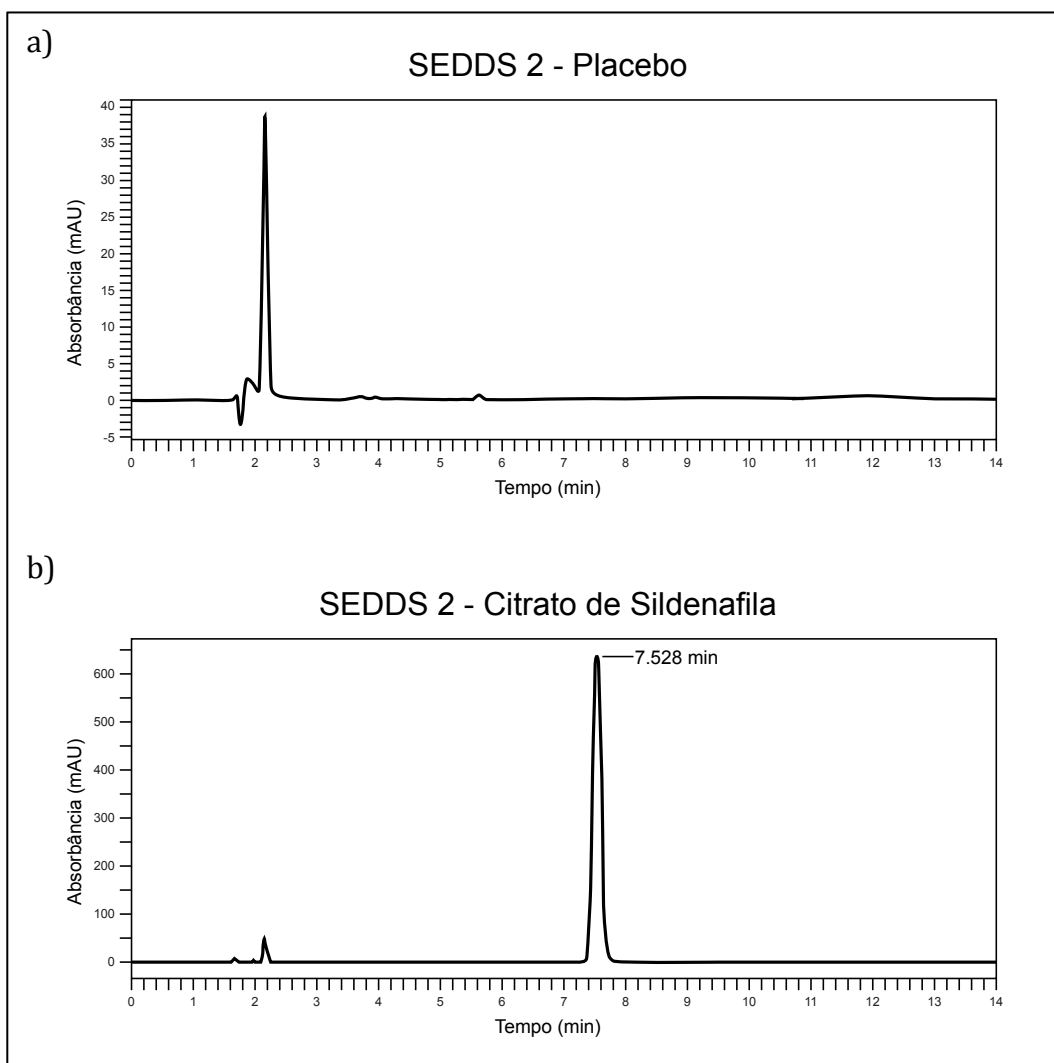 a)
SEDDS 2 - Placebo
Absorbância (mAU)
40
35
30
25
20
15
10
5
0
-5
0 1 2 3 4 5 6 7 8 9 10 11 12 13 14
Tempo (min)
b)
SEDDS 2 - Citrato de Sildenafila
7.528 min
Absorbância (mAU)
600
500
400
300
200
100
0
0 1 2 3 4 5 6 7 8 9 10 11 12 13 14
Tempo (min)